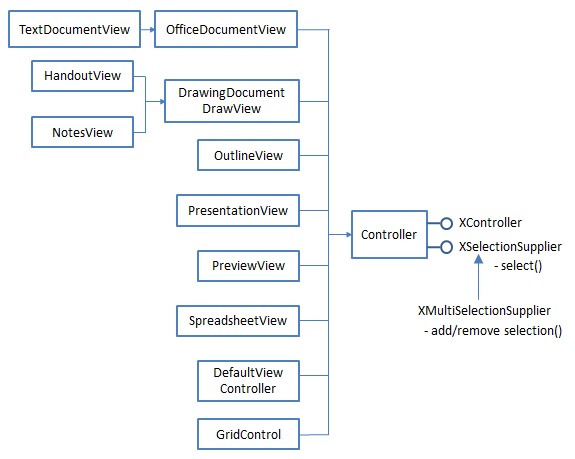 TextDocumentView
OfficeDocumentView
HandoutView
DrawingDocument
DrawView
NotesView
OutlineView
PresentationView
Controller
XController
XSelectionSupplier
- select()
PreviewView
XMultiSelectionSupplier
- add/remove selection()
SpreadsheetView
DefaultView
Controller
GridControl